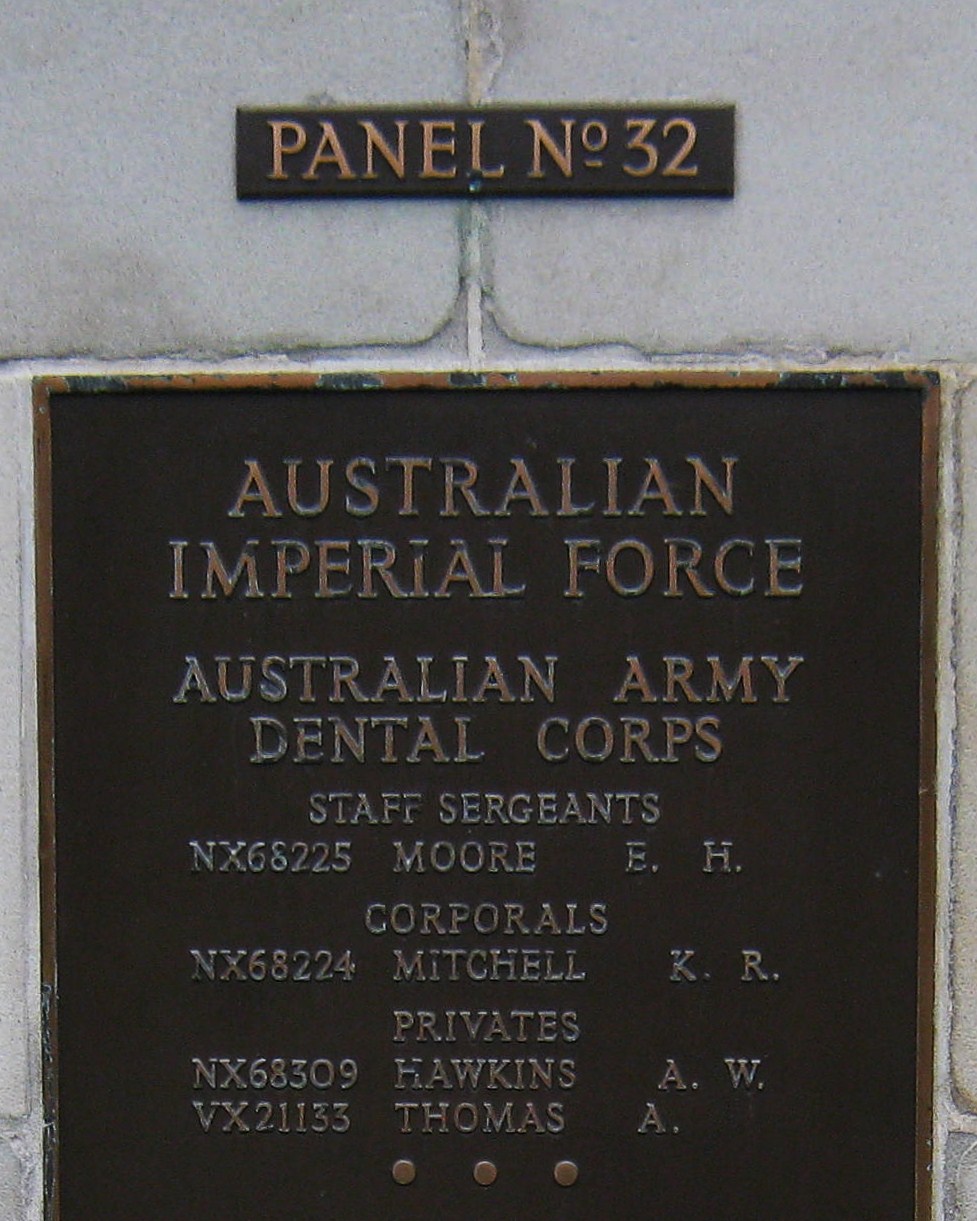 PANEL Nº 32
AUSTRALIAN
IMPERIAL FORCE
AUSTRALIAN ARMY
DENTAL CORPS
STAFF SERGEANTS
NX68225 MOORE E. H.
CORPORALS
NX68224 MITCHELL K. R.
PRIVATES
NX68309 HAWKINS A. W.
VX21133 THOMAS A.